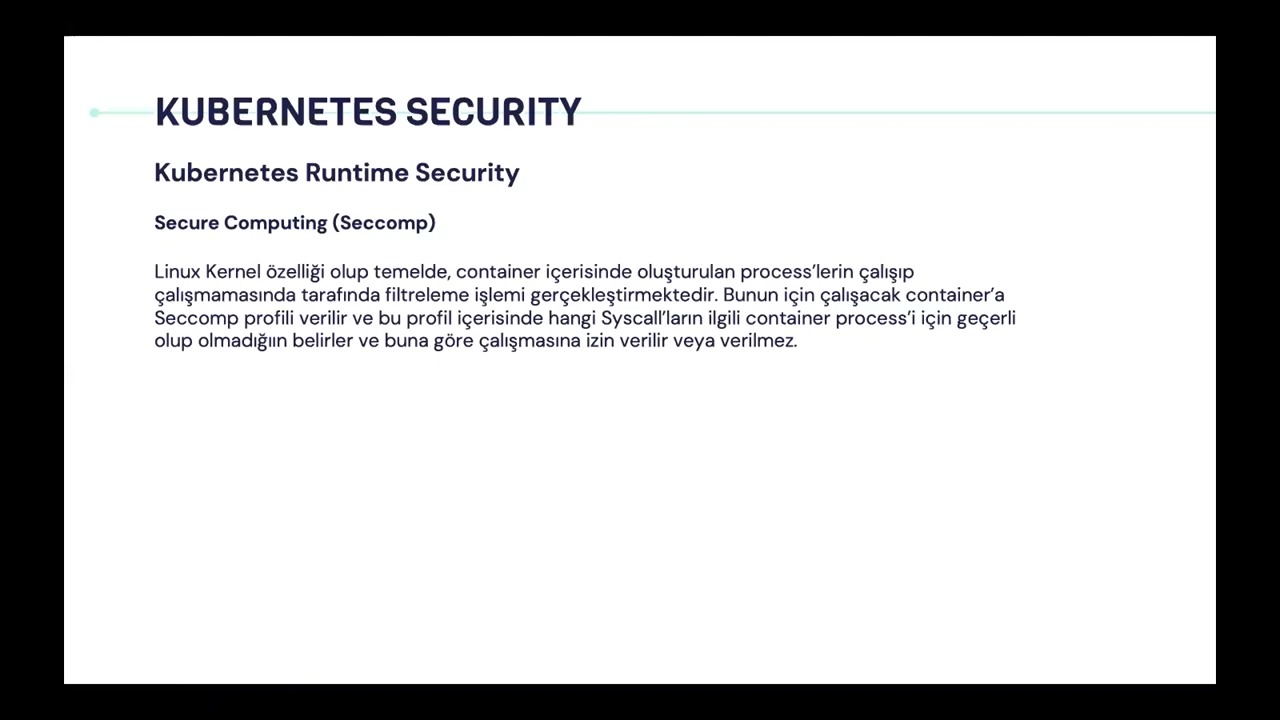 KUBERNETES SECURITY
Kubernetes Runtime Security
Secure Computing (Seccomp)
Linux Kernel özelliği olup temelde, container içerisinde oluşturulan process’lerin çalışıp
çalışmamasında tarafında filtreleme işlemi gerçekleştirmektedir. Bunun için çalışacak container’a
Seccomp profili verilir ve bu profil içerisinde hangi Syscall’ların ilgili container process’i için geçerli
olup olmadığıın belirler ve buna göre çalışmasına izin verilir veya verilmez.